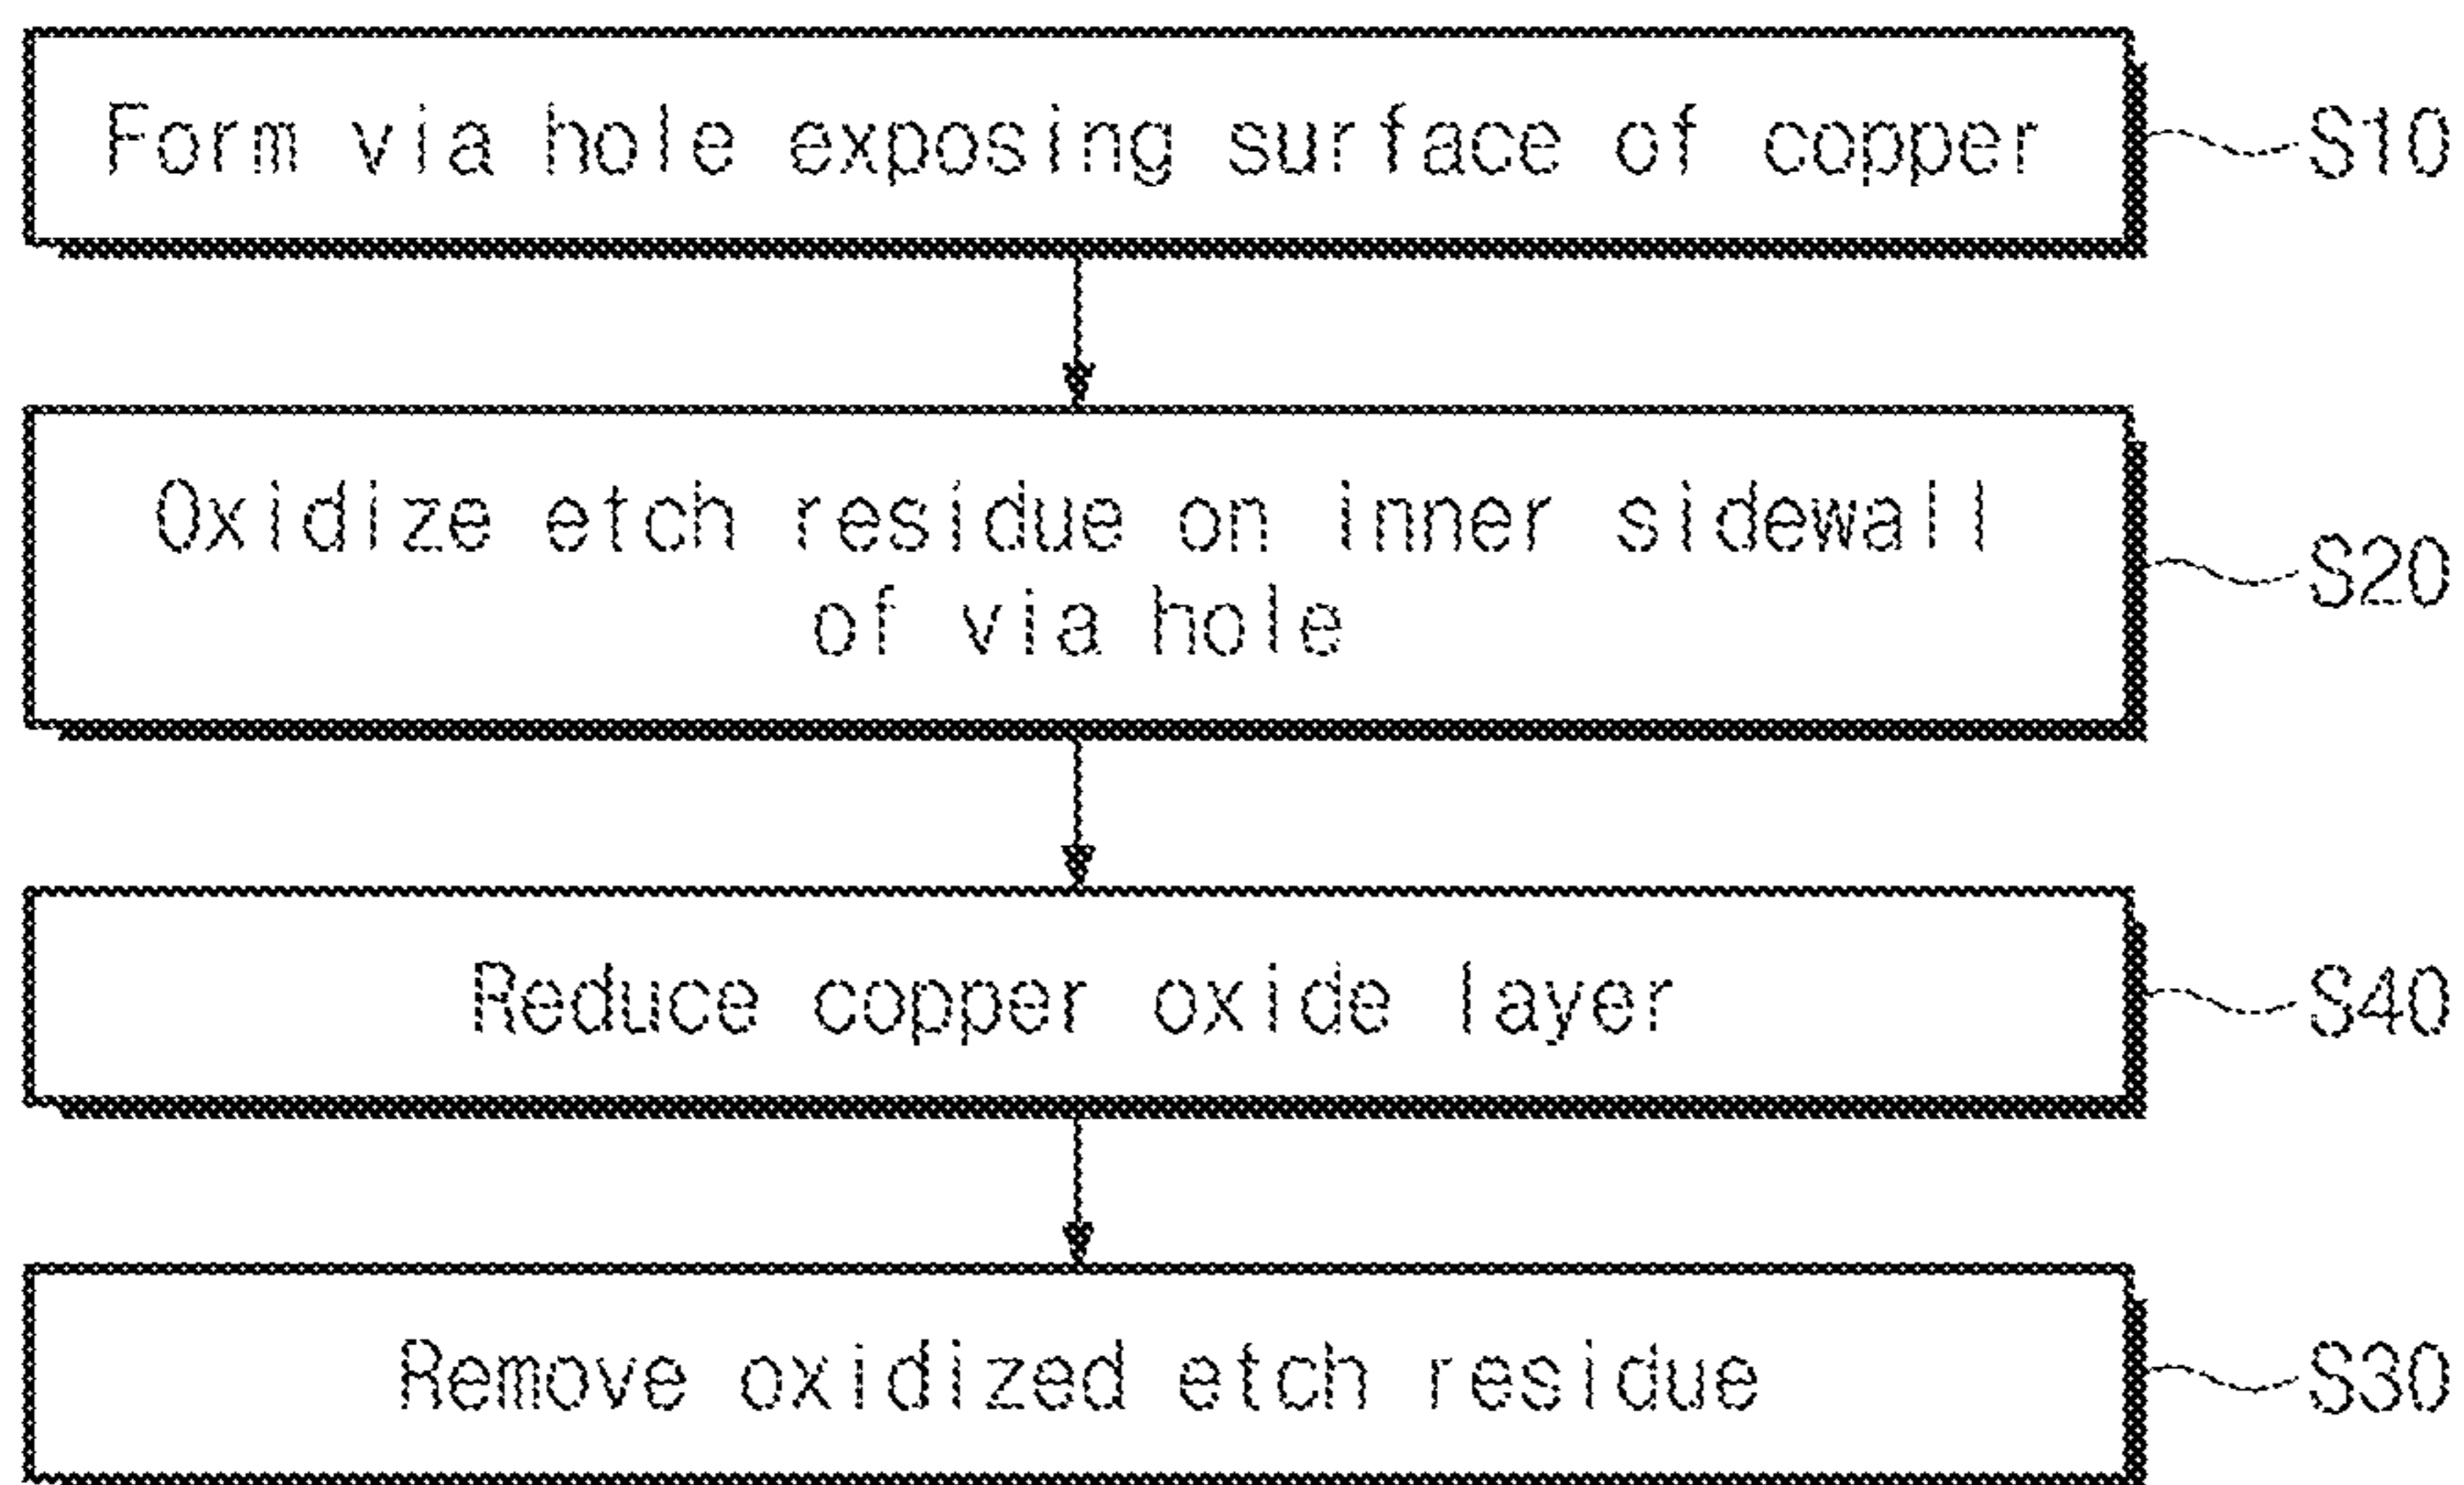 Form via hole exposing surface of copper
S10
Oxidize etch residue on inner sidewall
of via hole
S20
Reduce copper oxide layer
S40
Remove oxidized etch residue
S30